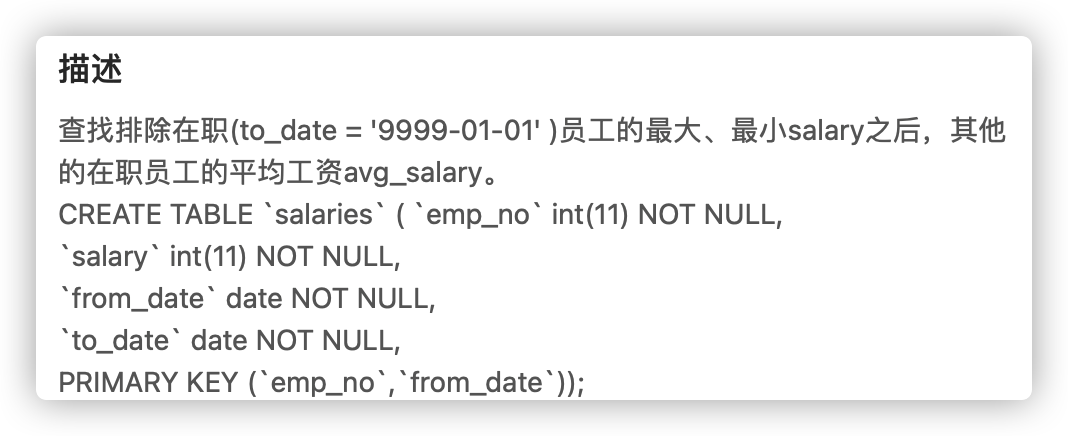 描述
查找排除在职(to_date = '9999-01-01' )员工的最大、最小salary之后，其他
的在职员工的平均工资avg_salary。
CREATE TABLE `salaries` ( `emp_no` int(11) NOT NULL,
`salary` int(11) NOT NULL,
`from_date` date NOT NULL,
`to_date` date NOT NULL,
PRIMARY KEY (`emp_no`,`from_date`));